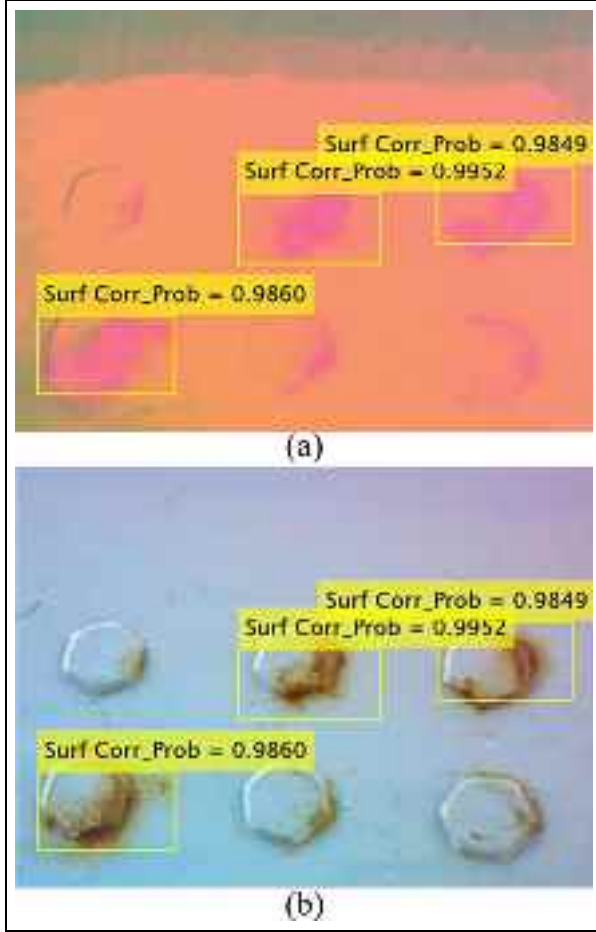 Surf Corr_Prob = 0.9849
Surf Corr_Prob = 0.9952
Surf Corr_Prob = 0.9860
(a)
Surf Corr_Prob = 0.9849
Surf Corr_Prob = 0.9952
Surf Corr_Prob = 0.9860
(b)